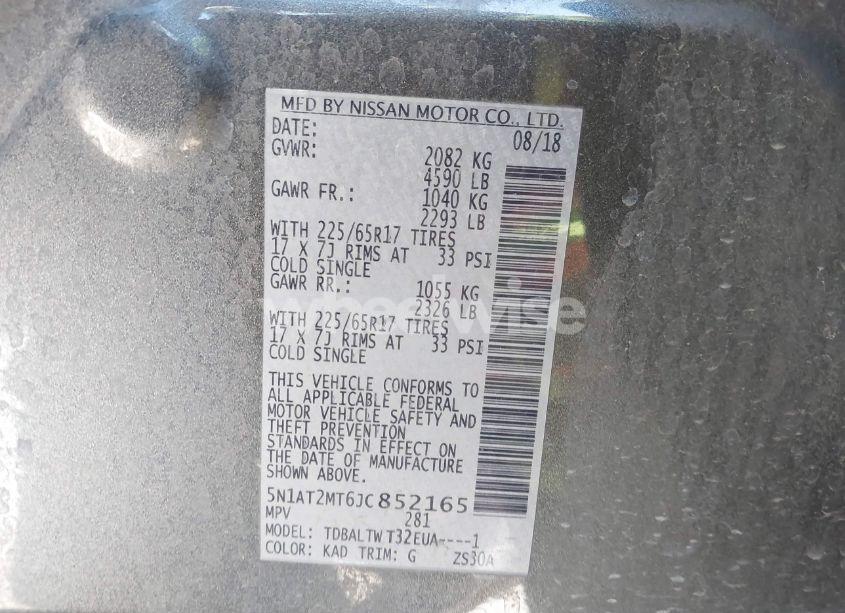 MFD BY NISSAN MOTOR CO., LTD.
DATE: 08/18
GVWR: 2082 KG
4590 LB
GAWR FR.: 1040 KG
2293 LB
WITH 225/65R17 TIRES
17 X 7J RIMS AT 33 PSI
COLD SINGLE
GAWR RR.: 1055 KG
2326 LB
WITH 225/65R17 TIRES
17 X 7J RIMS AT 33 PSI
COLD SINGLE
THIS VEHICLE CONFORMS TO
ALL APPLICABLE FEDERAL
MOTOR VEHICLE SAFETY AND
THEFT PREVENTION
STANDARDS IN EFFECT ON
THE DATE OF MANUFACTURE
SHOWN ABOVE.
5N1AT2MT6JC852165
MPV 281
MODEL: TDBALTW T32EUA----1
COLOR: KAD TRIM: G ZS30A
wheelwise